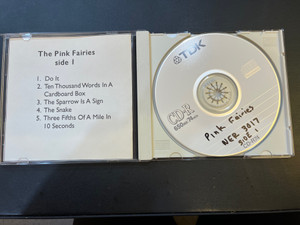 The Pink Fairies
side 1
1. Do It
2. Ten Thousand Words In A
Cardboard Box
3. The Sparrow Is A Sign
4. The Snake
5. Three Fifths Of A Mile In
10 Seconds
TDK
CD-R
650MB
Pink Fairies
NER 3017
SIDE 1